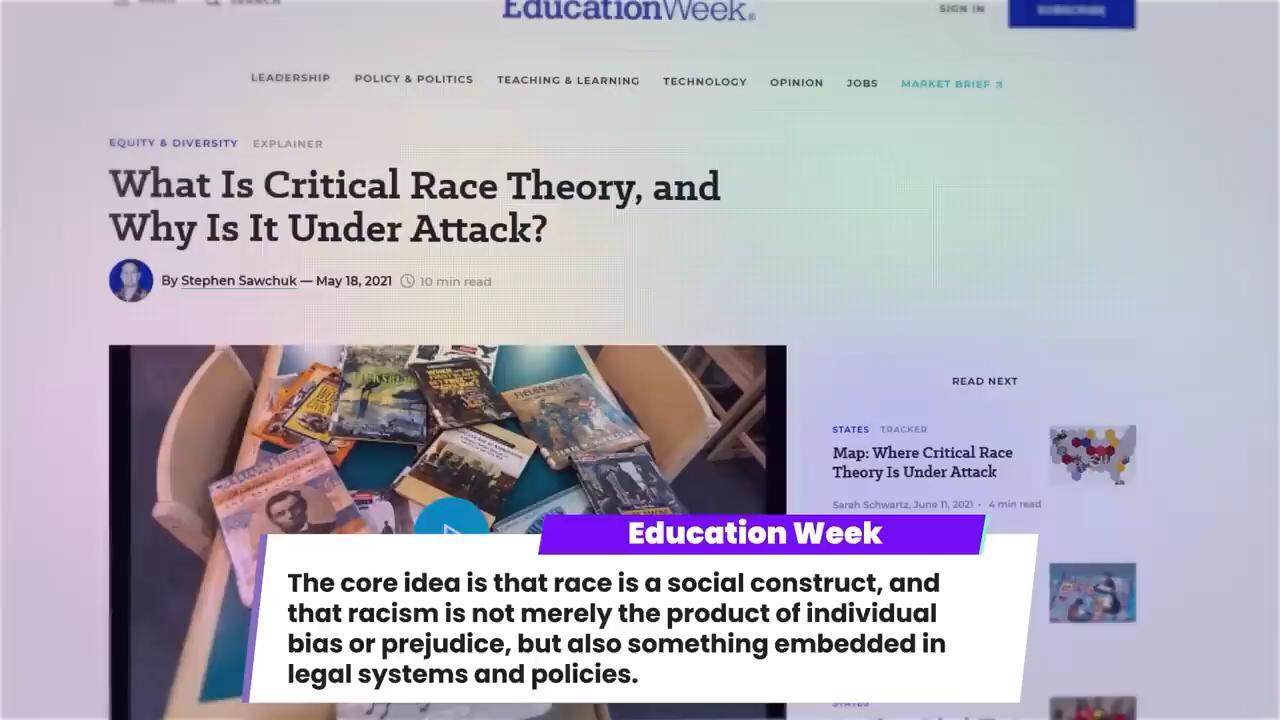 EducationWeek.
SIGN IN
LEADERSHIP POLICY & POLITICS TEACHING & LEARNING TECHNOLOGY OPINION JOBS MARKET BRIEF
EQUITY & DIVERSITY EXPLAINER
What Is Critical Race Theory, and
Why Is It Under Attack?
By Stephen Sawchuk — May 18, 2021 10 min read
READ NEXT
STATES TRACKER
Map: Where Critical Race
Theory Is Under Attack
Sarah Schwartz, June 11, 2021 • 4 min read
Education Week
The core idea is that race is a social construct, and
that racism is not merely the product of individual
bias or prejudice, but also something embedded in
legal systems and policies.